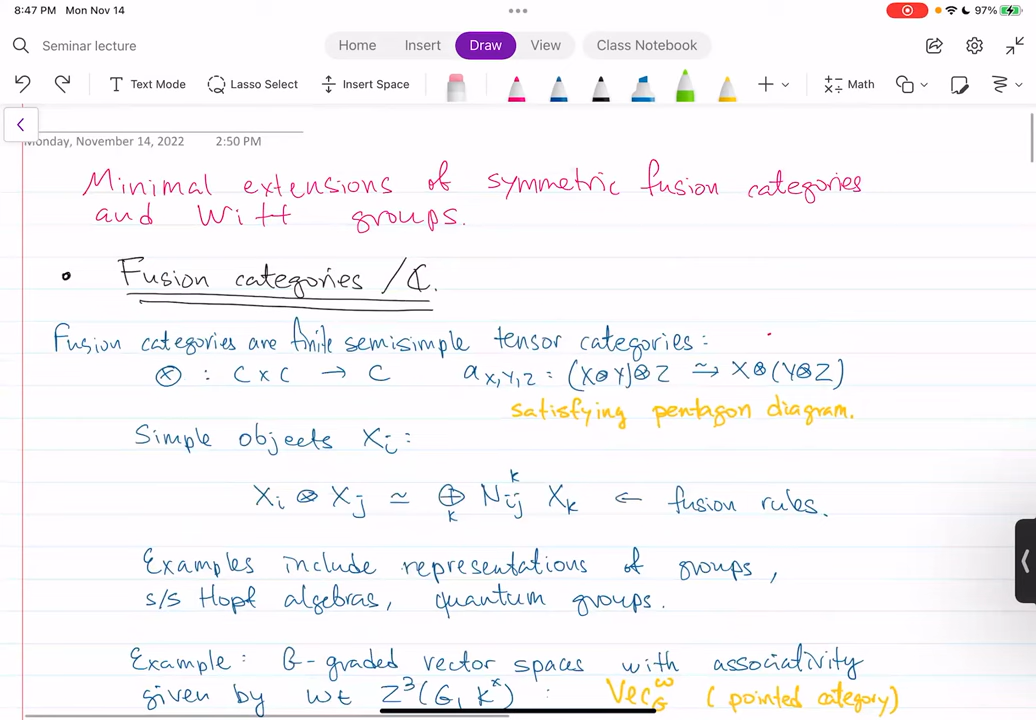 8:47 PM Mon Nov 14
97%
Seminar lecture
Home Insert Draw View Class Notebook
Text Mode Lasso Select Insert Space Math
Monday, November 14, 2022 2:50 PM
Minimal extensions of symmetric fusion categories
and Witt groups.
• Fusion categories /ℂ.
Fusion categories are finite semisimple tensor categories:
⊗ : C × C → C a_{X,Y,Z} : (X⊗Y)⊗Z ≃→ X⊗(Y⊗Z)
satisfying pentagon diagram.
Simple objects X_i:
X_i ⊗ X_j ≃ ⊕_k N_{ij}^k X_k ← fusion rules.
Examples include representations of groups,
s/s Hopf algebras, quantum groups.
Example: G-graded vector spaces with associativity
given by ω∈ Z^3(G, k^×) : Vec_G^ω (pointed category)